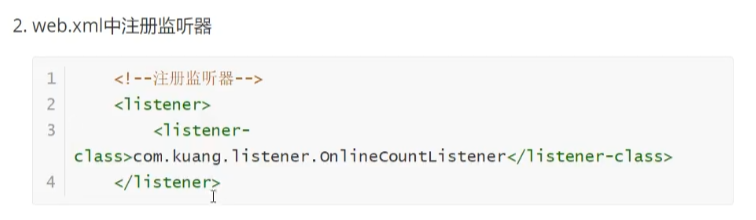 2. web.xml中注册监听器
1 <!--注册监听器-->
2 <listener>
3 <listener-
class>com.kuang.listener.OnlineCountListener</listener-class>
4 </listener>